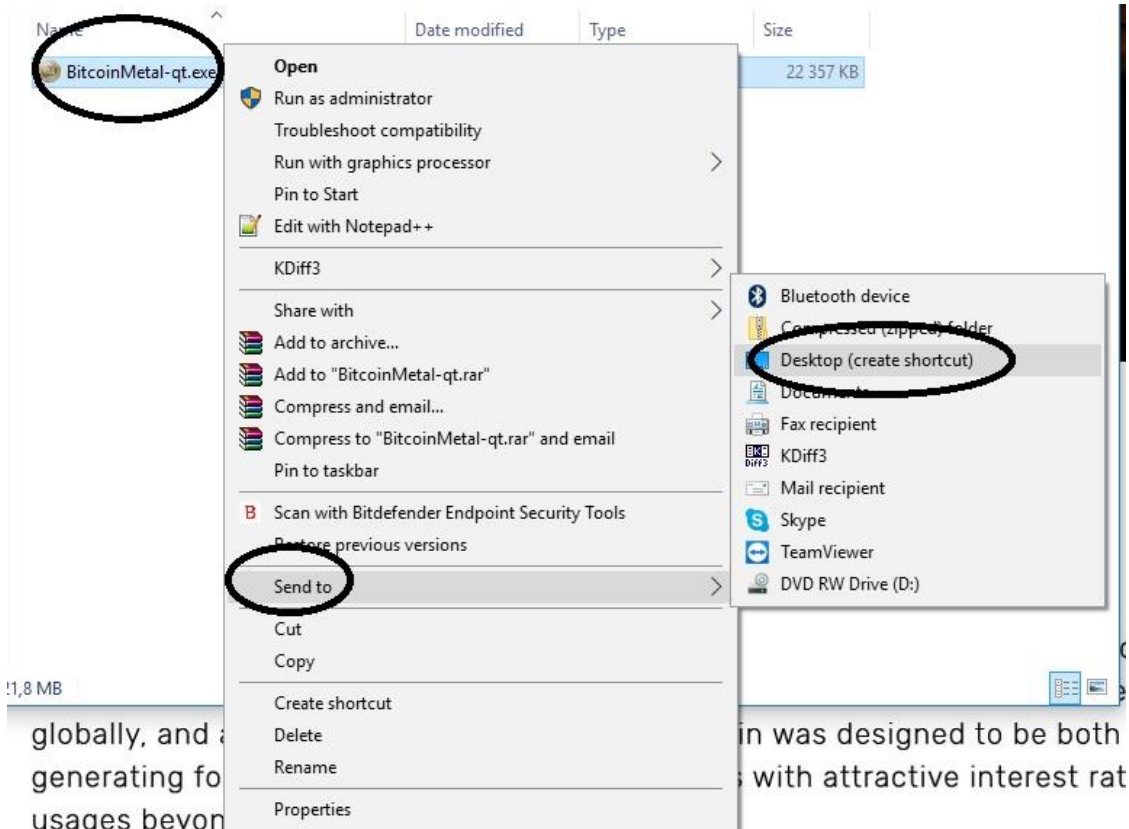 Name Date modified Type Size
BitcoinMetal-qt.exe 22 357 KB
Open
Run as administrator
Troubleshoot compatibility
Run with graphics processor
Pin to Start
Edit with Notepad++
KDiff3
Share with
Add to archive...
Add to "BitcoinMetal-qt.rar"
Compress and email...
Compress to "BitcoinMetal-qt.rar" and email
Pin to taskbar
Scan with Bitdefender Endpoint Security Tools
Restore previous versions
Send to
Cut
Copy
Create shortcut
Delete
Rename
Properties
Bluetooth device
Compressed (zipped) folder
Desktop (create shortcut)
Documents
Fax recipient
KDiff3
Mail recipient
Skype
TeamViewer
DVD RW Drive (D:)
21,8 MB
globally, and in was designed to be both
generating fo with attractive interest rat
usages beyon